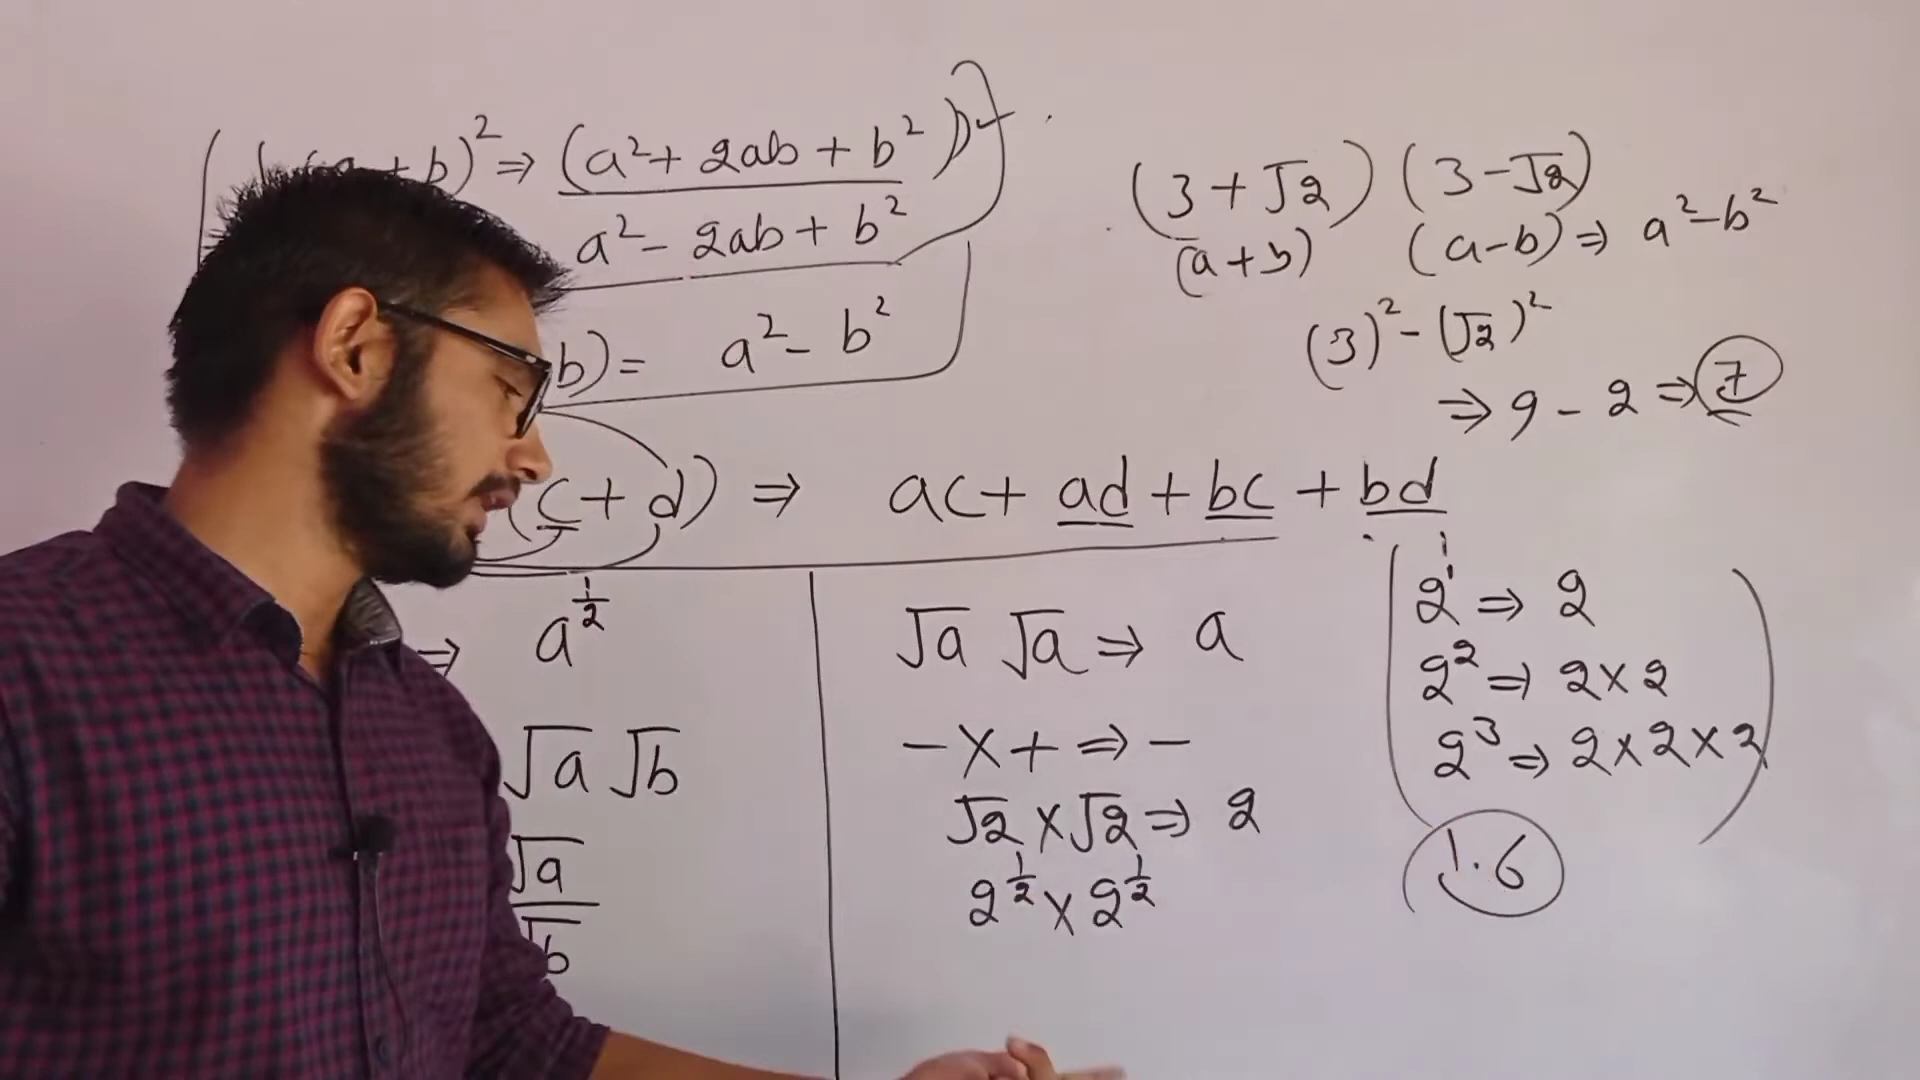 + b)² ⇒ (a² + 2ab + b²)
a² - 2ab + b²
b) = a² - b²
(c + d) ⇒ ac + ad + bc + bd
⇒ a^½
√a √b
√a
√b
√a √a ⇒ a
- × + ⇒ -
√2 × √2 ⇒ 2
2^½ × 2^½
(3 + √2) (3 - √2)
(a + b) (a - b) ⇒ a² - b²
(3)² - (√2)²
⇒ 9 - 2 ⇒ 7
2¹ ⇒ 2
2² ⇒ 2 × 2
2³ ⇒ 2 × 2 × 2
1.6